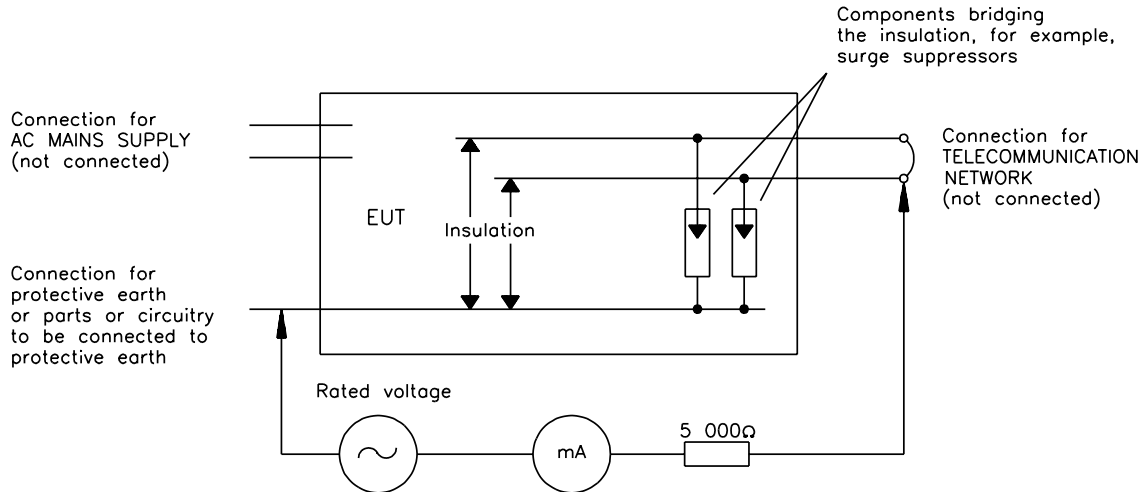 Components bridging
the insulation, for example,
surge suppressors
Connection for
AC MAINS SUPPLY
(not connected)
Connection for
TELECOMMUNICATION
NETWORK
(not connected)
EUT
Insulation
Connection for
protective earth
or parts or circuitry
to be connected to
protective earth
Rated voltage
mA
5 000Ω